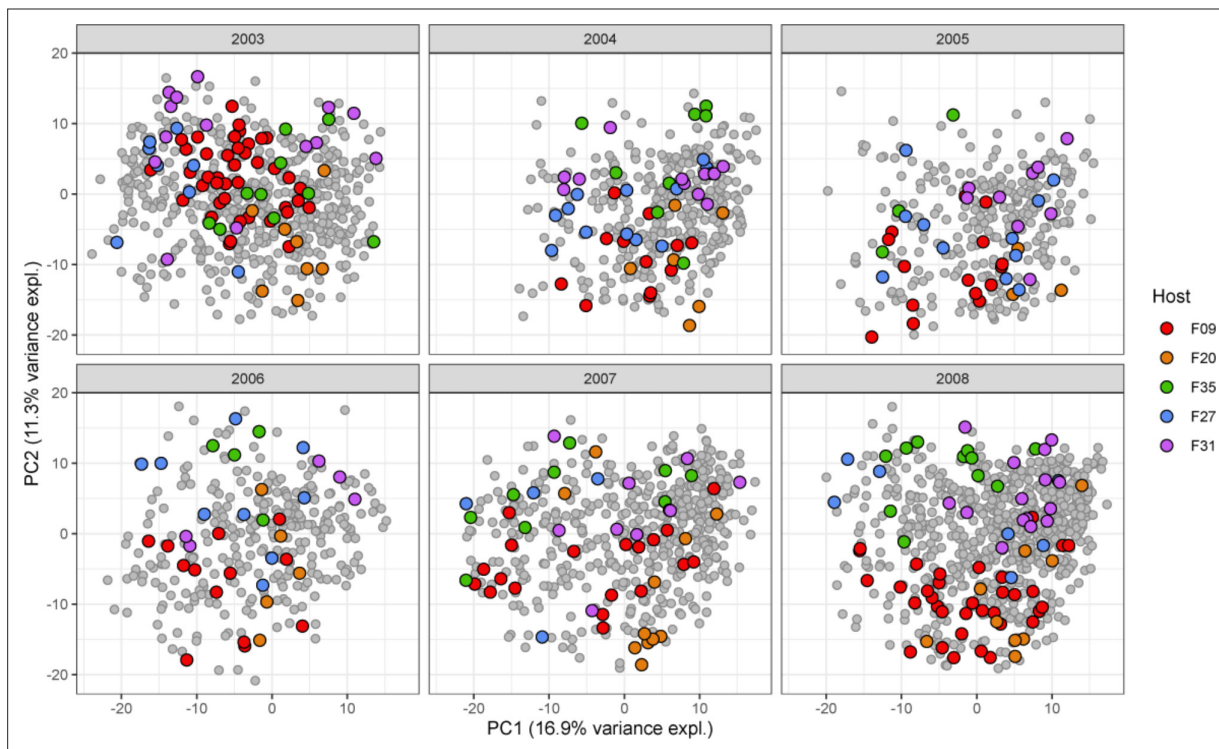 2003 2004 2005
20
10
0
-10
-20
Host
F09
F20
F35
F27
F31
2006 2007 2008
20
10
0
-10
-20
-20 -10 0 10 -20 -10 0 10 -20 -10 0 10
PC2 (11.3% variance expl.)
PC1 (16.9% variance expl.)